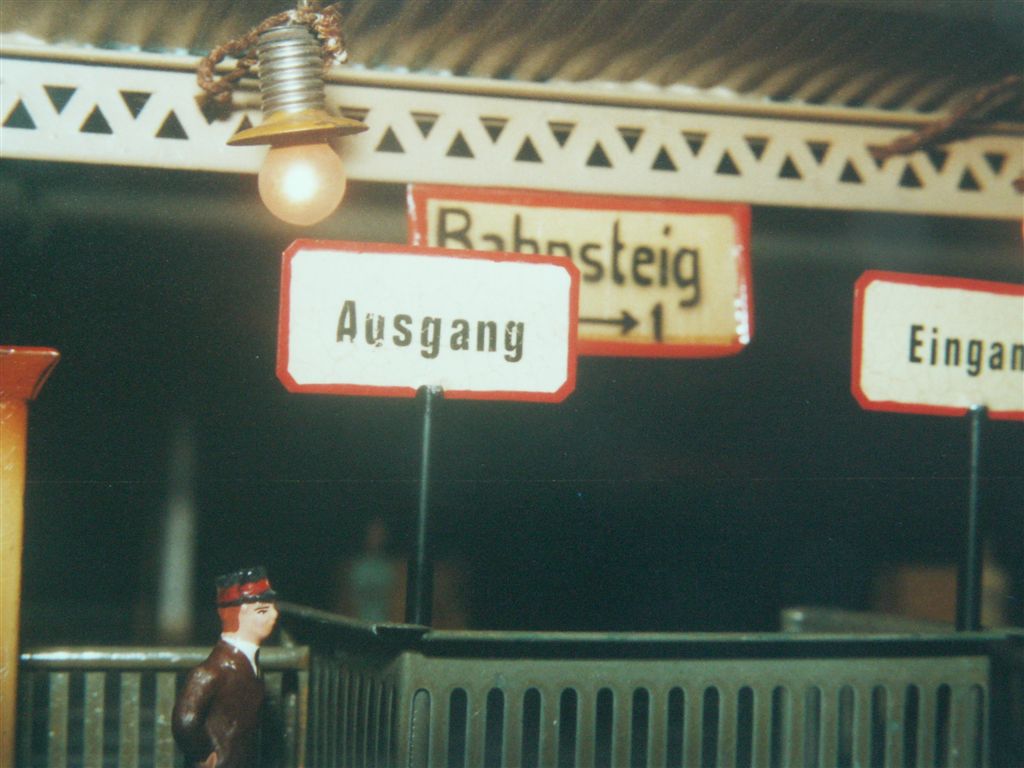 Bahnsteig
→ 1
Ausgang
Eingan